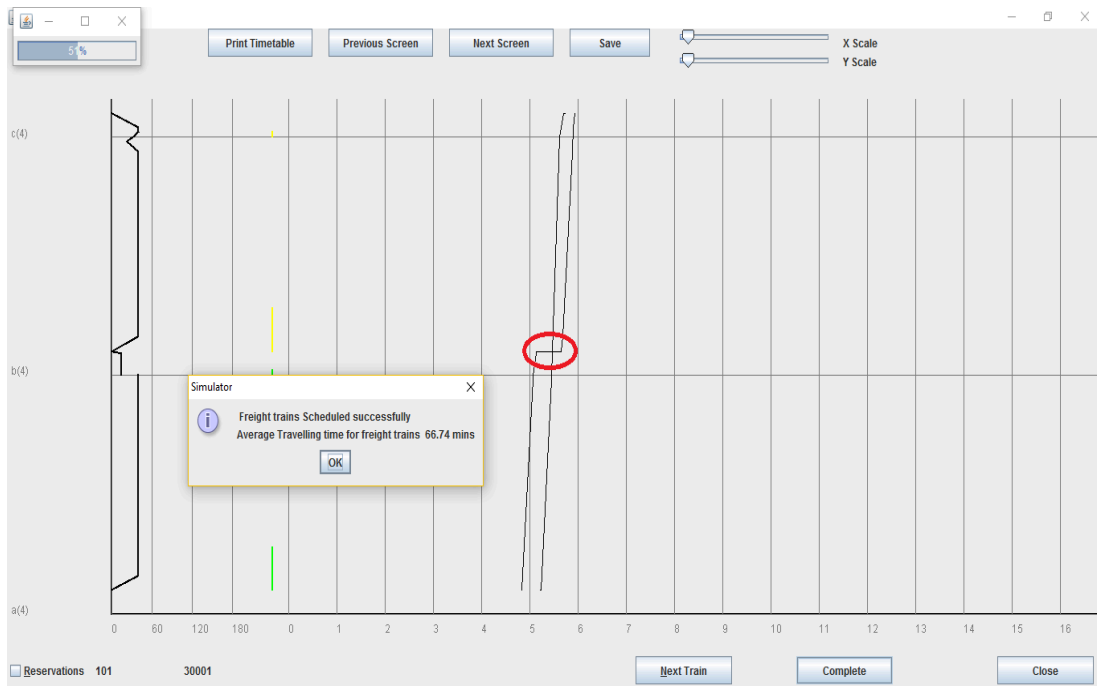 51%
Print Timetable Previous Screen Next Screen Save X Scale
Y Scale
c(4)
b(4)
Simulator X
Freight trains Scheduled successfully
Average Travelling time for freight trains 66.74 mins
OK
a(4)
0 60 120 180 0 1 2 3 4 5 6 7 8 9 10 11 12 13 14 15 16
Reservations 101 30001 Next Train Complete Close